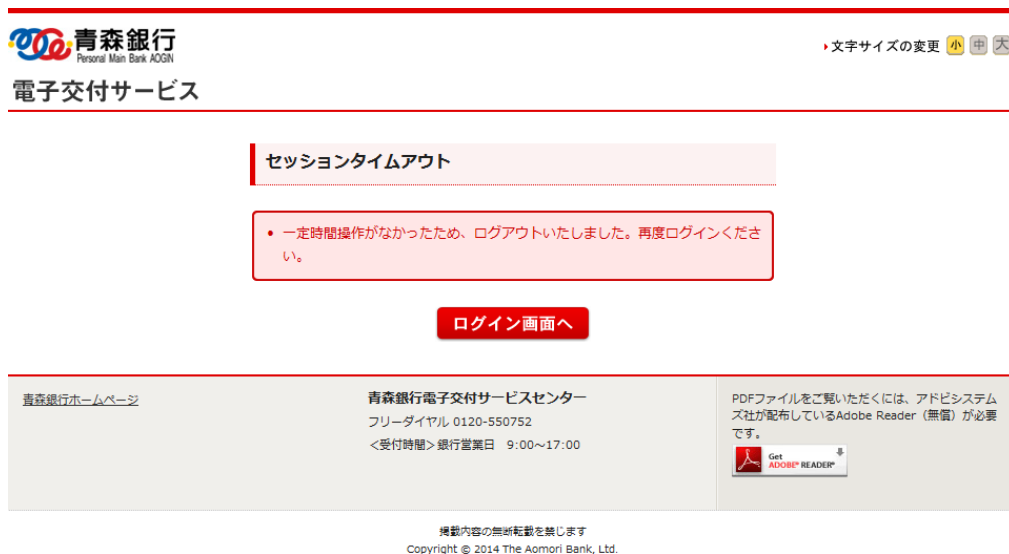 青森銀行
Personal Main Bank AOGIN
▶文字サイズの変更 小 中 大
電子交付サービス
セッションタイムアウト
• 一定時間操作がなかったため、ログアウトいたしました。再度ログインくださ
い。
ログイン画面へ
青森銀行ホームページ
青森銀行電子交付サービスセンター
フリーダイヤル 0120-550752
<受付時間>銀行営業日 9:00～17:00
PDFファイルをご覧いただくには、アドビシステム
ズ社が配布しているAdobe Reader（無償）が必要
です。
Get
ADOBE® READER®
掲載内容の無断転載を禁じます
Copyright © 2014 The Aomori Bank, Ltd.